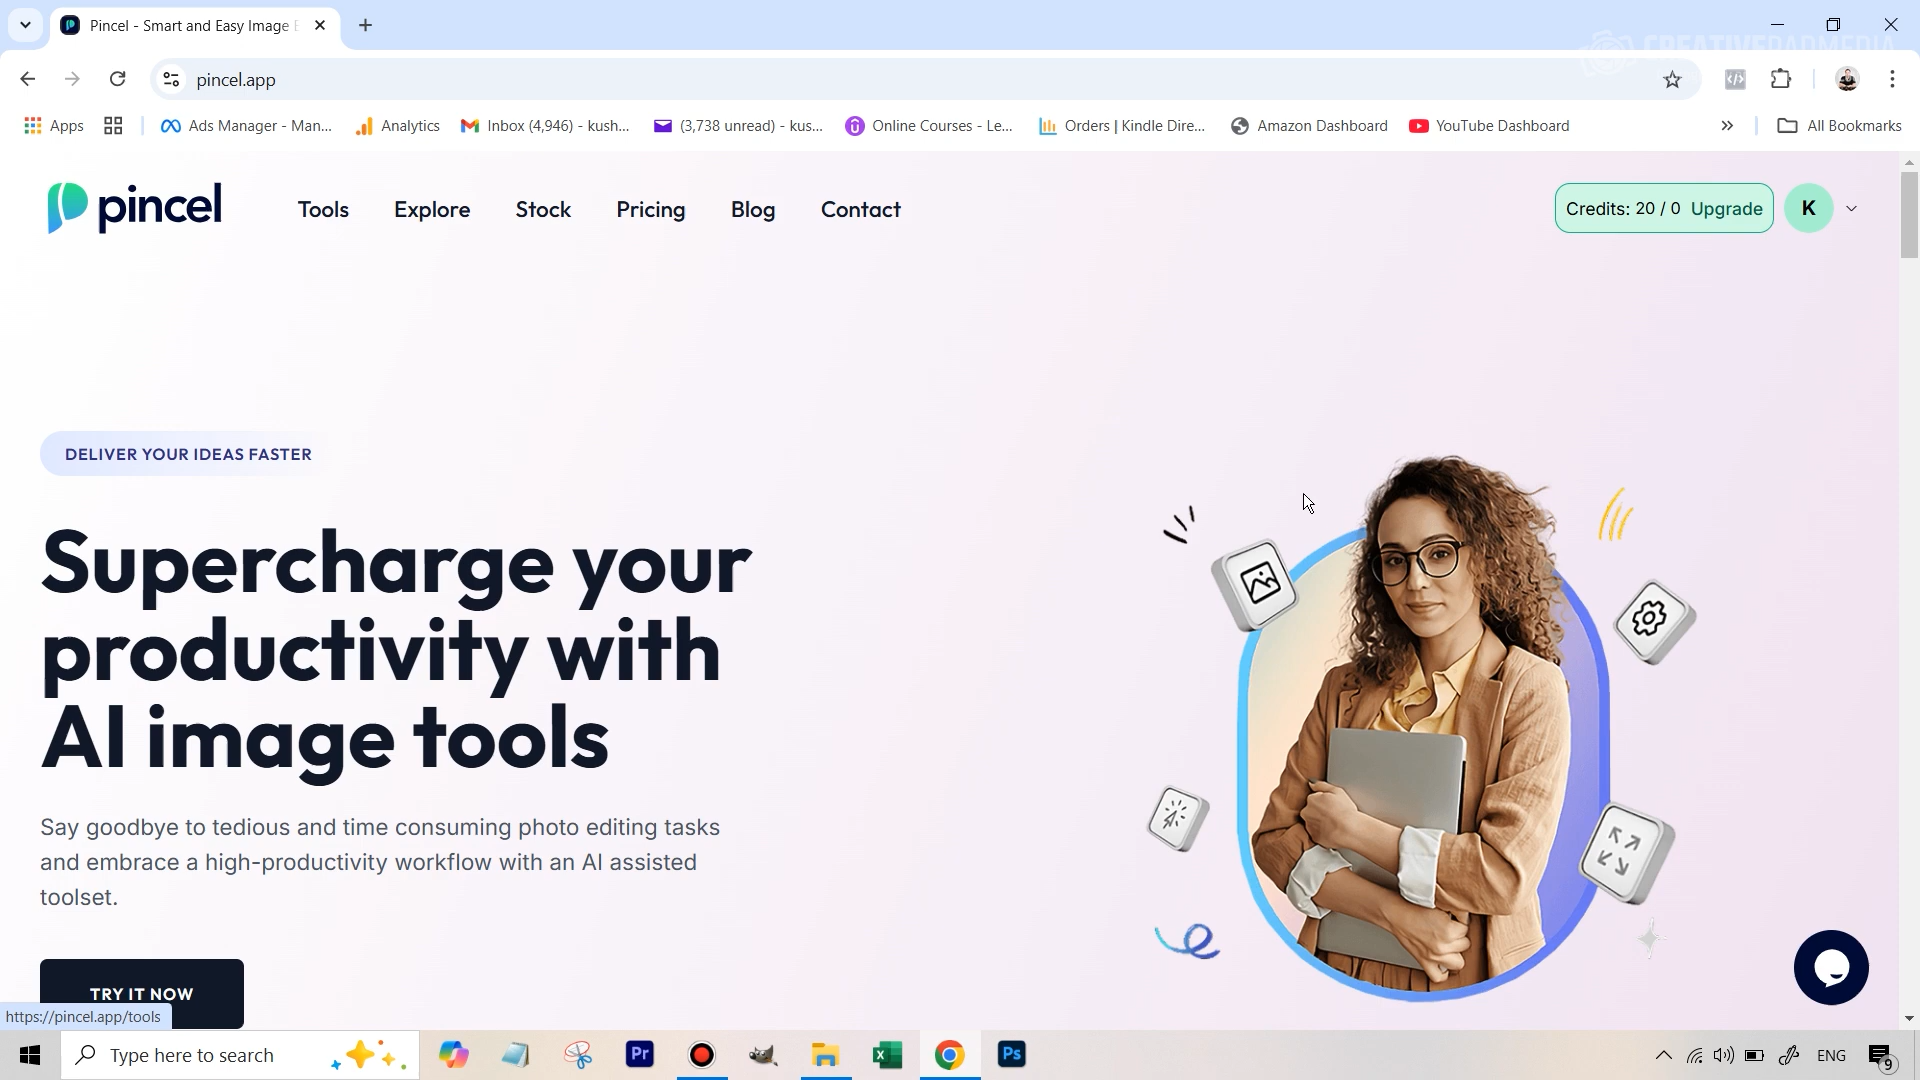 Pincel - Smart and Easy Image E
CREATIVEPADMEDIA
pincel.app
Apps
Ads Manager - Man...
Analytics
Inbox (4,946) - kush...
(3,738 unread) - kus...
Online Courses - Le...
Orders | Kindle Dire...
Amazon Dashboard
YouTube Dashboard
All Bookmarks
pincel
Tools
Explore
Stock
Pricing
Blog
Contact
Credits: 20 / 0 Upgrade
K
DELIVER YOUR IDEAS FASTER
Supercharge your
productivity with
AI image tools
Say goodbye to tedious and time consuming photo editing tasks
and embrace a high-productivity workflow with an AI assisted
toolset.
TRY IT NOW
https://pincel.app/tools
Type here to search
Pr
Ps
ENG
9